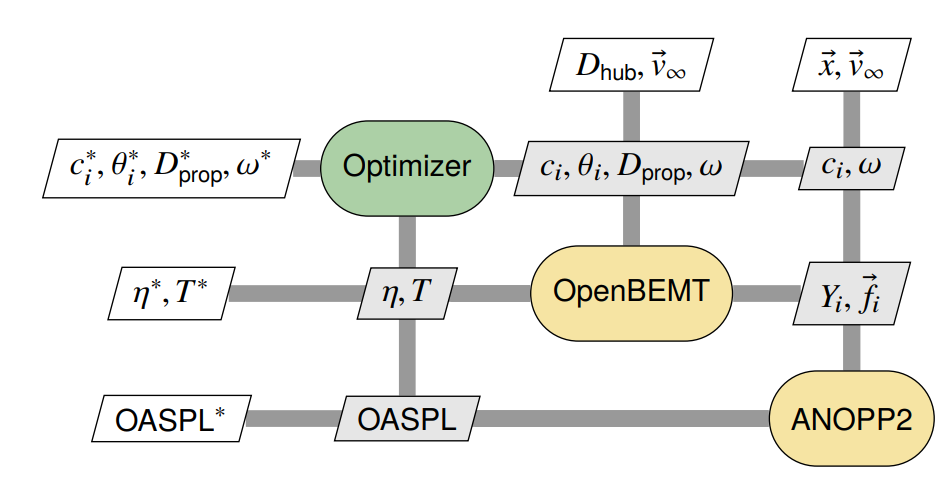 D_hub, v⃗_∞
x⃗, v⃗_∞
c_i^*, θ_i^*, D_prop^*, ω^*
Optimizer
c_i, θ_i, D_prop, ω
c_i, ω
η^*, T^*
η, T
OpenBEMT
Y_i, f⃗_i
OASPL^*
OASPL
ANOPP2